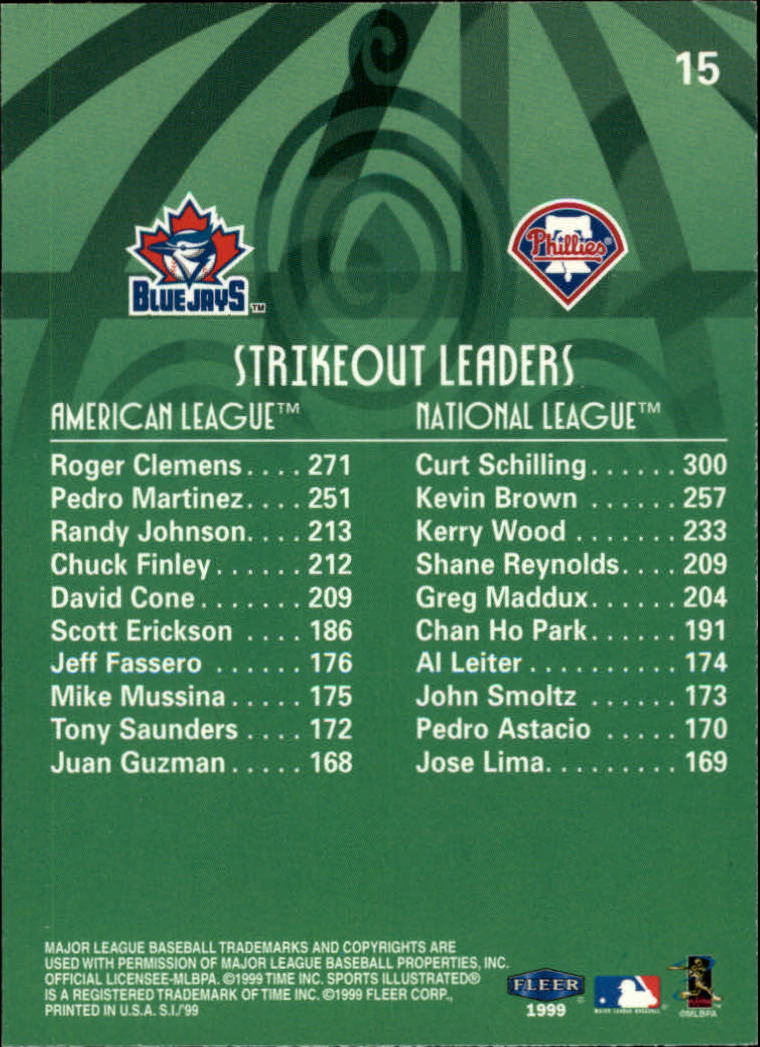 15
BLUEJAYS TM
Phillies
STRIKEOUT LEADERS
AMERICAN LEAGUE™
Roger Clemens.... 271
Pedro Martinez.... 251
Randy Johnson.... 213
Chuck Finley...... 212
David Cone....... 209
Scott Erickson .... 186
Jeff Fassero ...... 176
Mike Mussina..... 175
Tony Saunders .... 172
Juan Guzman..... 168
NATIONAL LEAGUE™
Curt Schilling...... 300
Kevin Brown ...... 257
Kerry Wood ....... 233
Shane Reynolds.... 209
Greg Maddux...... 204
Chan Ho Park...... 191
Al Leiter.......... 174
John Smoltz ...... 173
Pedro Astacio ..... 170
Jose Lima......... 169
MAJOR LEAGUE BASEBALL TRADEMARKS AND COPYRIGHTS ARE
USED WITH PERMISSION OF MAJOR LEAGUE BASEBALL PROPERTIES, INC.
OFFICIAL LICENSEE-MLBPA. ©1999 TIME INC. SPORTS ILLUSTRATED®
IS A REGISTERED TRADEMARK OF TIME INC. ©1999 FLEER CORP.,
PRINTED IN U.S.A. S.I./'99
FLEER
1999
MAJOR LEAGUE BASEBALL
©MLBPA